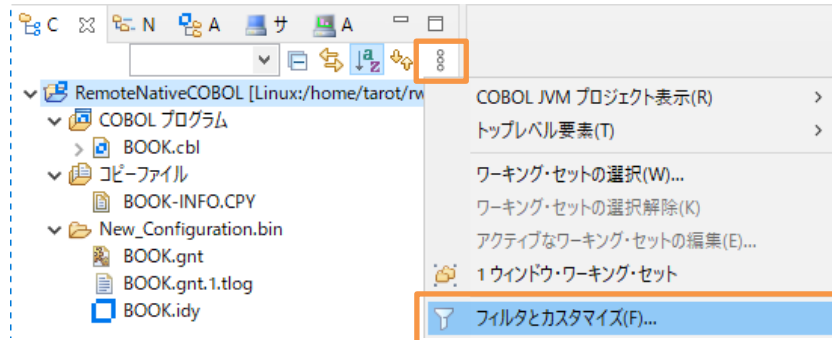 C N A サ A
RemoteNativeCOBOL [Linux:/home/tarot/rw
COBOL プログラム
BOOK.cbl
コピーファイル
BOOK-INFO.CPY
New_Configuration.bin
BOOK.gnt
BOOK.gnt.1.tlog
BOOK.idy
COBOL JVM プロジェクト表示(R)
トップレベル要素(T)
ワーキング・セットの選択(W)...
ワーキング・セットの選択解除(K)
アクティブなワーキング・セットの編集(E)...
1 ウィンドウ・ワーキング・セット
フィルタとカスタマイズ(F)...